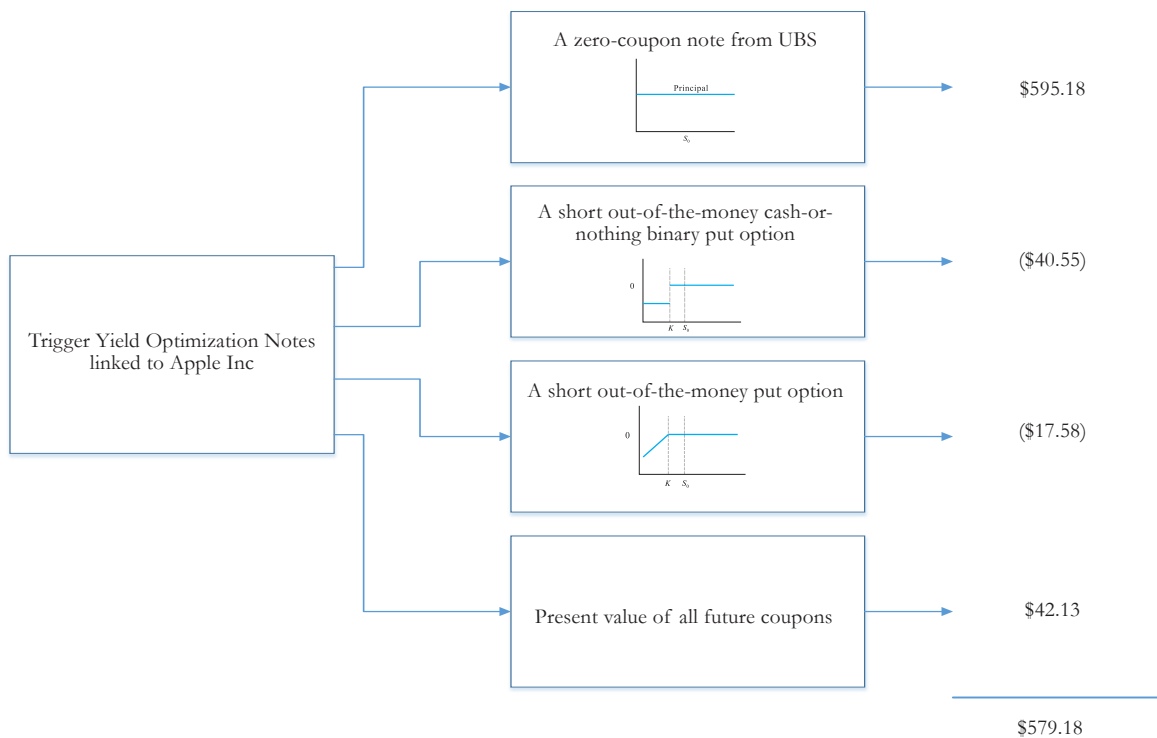 A zero-coupon note from UBS
Principal
S0
$595.18
A short out-of-the-money cash-or-
nothing binary put option
0
K S0
($40.55)
Trigger Yield Optimization Notes
linked to Apple Inc
A short out-of-the-money put option
0
K S0
($17.58)
Present value of all future coupons
$42.13
$579.18